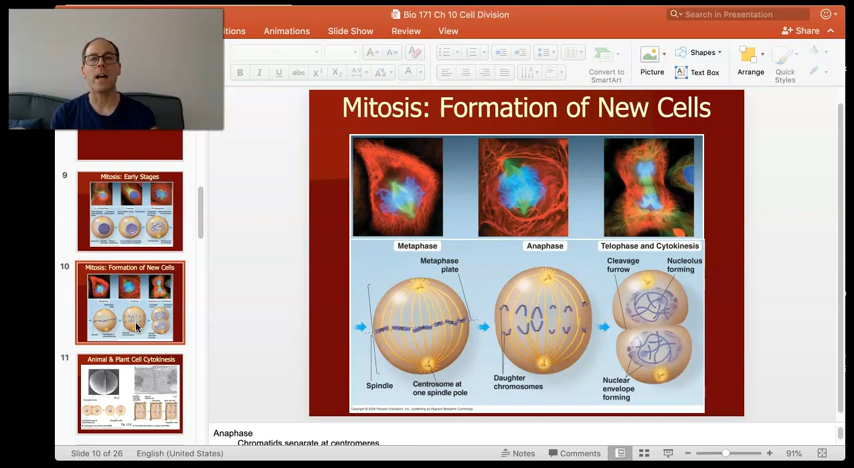 Bio 171 Ch 10 Cell Division
Search in Presentation
Animations
Slide Show
Review
View
Share
Convert to
SmartArt
Picture
Shapes
Text Box
Arrange
Quick
Styles
9
Mitosis: Early Stages
10
Mitosis: Formation of New Cells
11
Animal & Plant Cell Cytokinesis
Mitosis: Formation of New Cells
Metaphase
Anaphase
Telophase and Cytokinesis
Metaphase
plate
Cleavage
furrow
Nucleolus
forming
Spindle
Centrosome at
one spindle pole
Daughter
chromosomes
Nuclear
envelope
forming
Anaphase
Chromatids separate at centromeres
Slide 10 of 26
English (United States)
Notes
Comments
91%